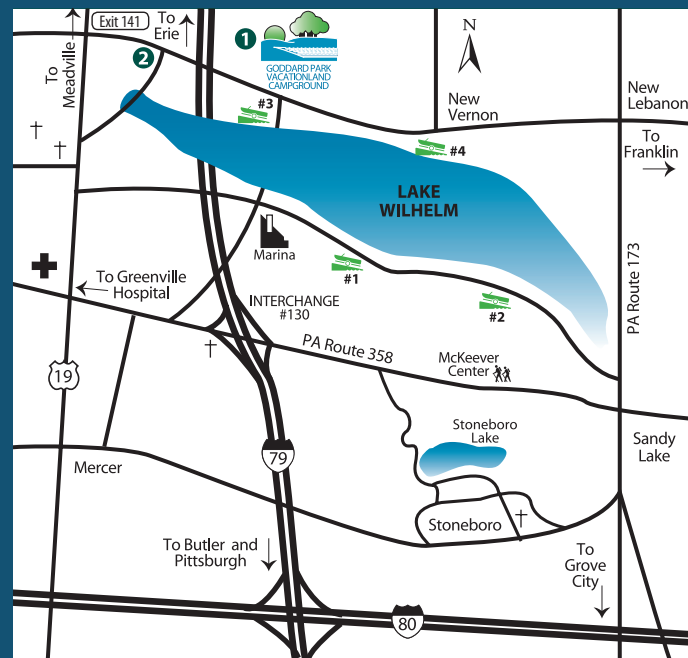 Exit 141
To
Erie
To
Meadville
1
2
GODDARD PARK
VACATIONLAND
CAMPGROUND
N
New
Vernon
New
Lebanon
#3
#4
To
Franklin
LAKE
WILHELM
Marina
#1
#2
PA Route 173
To Greenville
Hospital
INTERCHANGE
#130
PA Route 358
McKeever
Center
19
Stoneboro
Lake
Sandy
Lake
79
Mercer
Stoneboro
To Butler and
Pittsburgh
To
Grove
City
80